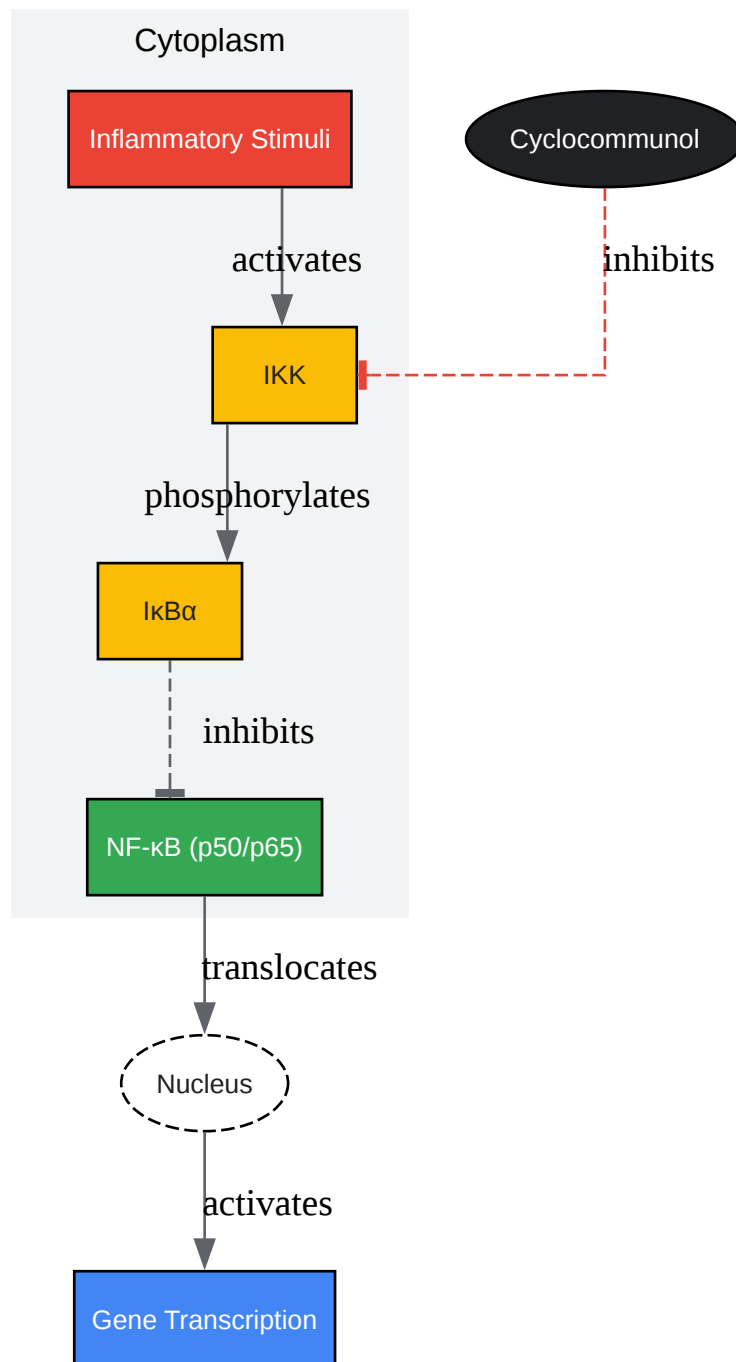 Cytoplasm
Inflammatory Stimuli
Cyclocommunol
activates
inhibits
IKK
phosphorylates
IκBα
inhibits
NF-κB (p50/p65)
translocates
Nucleus
activates
Gene Transcription